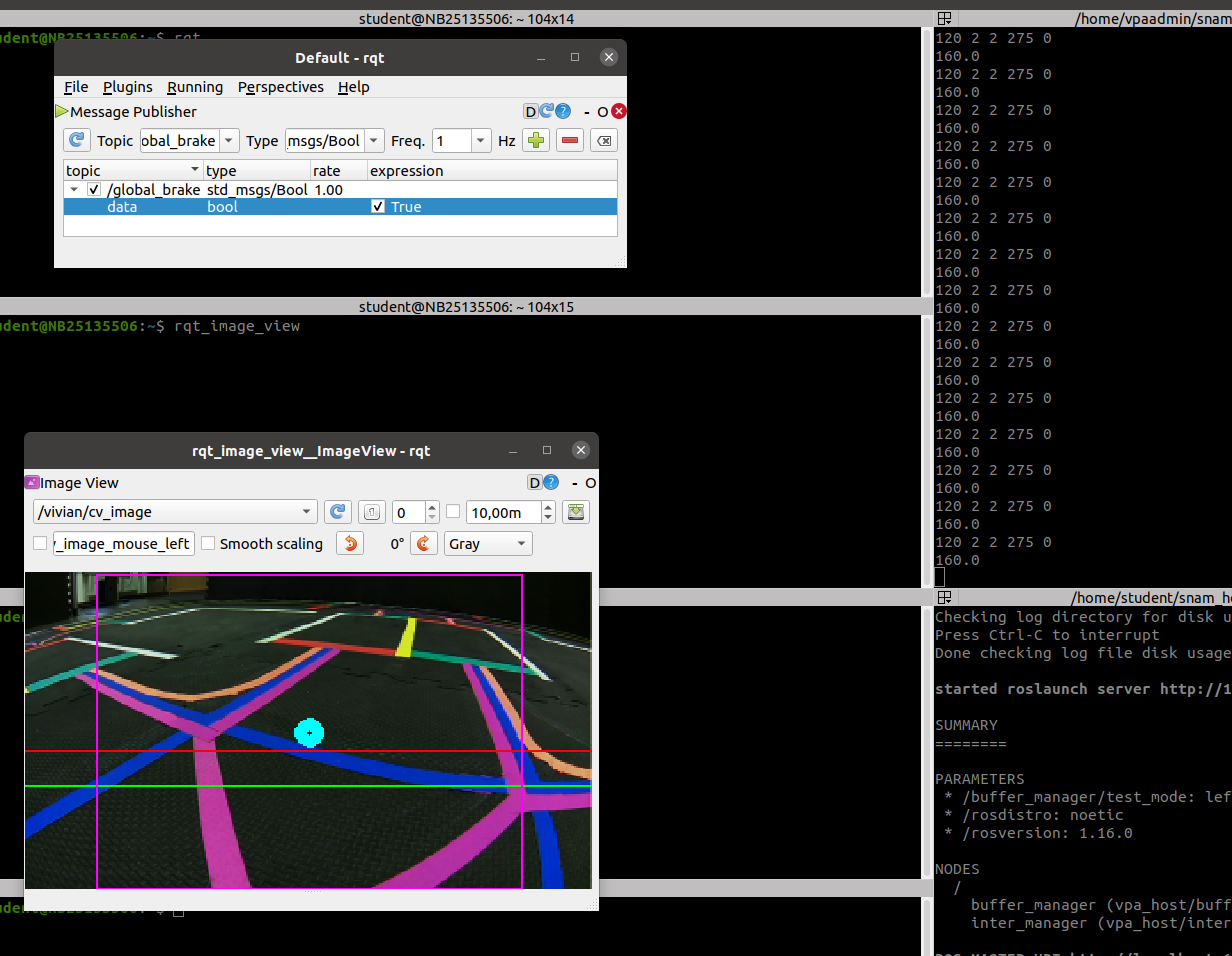 student@NB25135506: ~ 104x14
dent@NB25135506:~$ rqt
Default - rqt
File Plugins Running Perspectives Help
Message Publisher
D - O
Topic obal_brake Type msgs/Bool Freq. 1 Hz
topic type rate expression
/global_brake std_msgs/Bool 1.00
data bool True
student@NB25135506: ~ 104x15
dent@NB25135506:~$ rqt_image_view
rqt_image_view__ImageView - rqt
Image View
D - O
/vivian/cv_image 0 10,00m
_image_mouse_left Smooth scaling 0° Gray
/home/vpaadmin/snam
120 2 2 275 0
160.0
120 2 2 275 0
160.0
120 2 2 275 0
160.0
120 2 2 275 0
160.0
120 2 2 275 0
160.0
120 2 2 275 0
160.0
120 2 2 275 0
160.0
120 2 2 275 0
160.0
120 2 2 275 0
160.0
120 2 2 275 0
160.0
120 2 2 275 0
160.0
120 2 2 275 0
160.0
120 2 2 275 0
160.0
120 2 2 275 0
160.0
120 2 2 275 0
160.0
/home/student/snam_h
Checking log directory for disk u
Press Ctrl-C to interrupt
Done checking log file disk usage
started roslaunch server http://1
SUMMARY
========
PARAMETERS
* /buffer_manager/test_mode: lef
* /rosdistro: noetic
* /rosversion: 1.16.0
NODES
/
buffer_manager (vpa_host/buff
inter_manager (vpa_host/inter